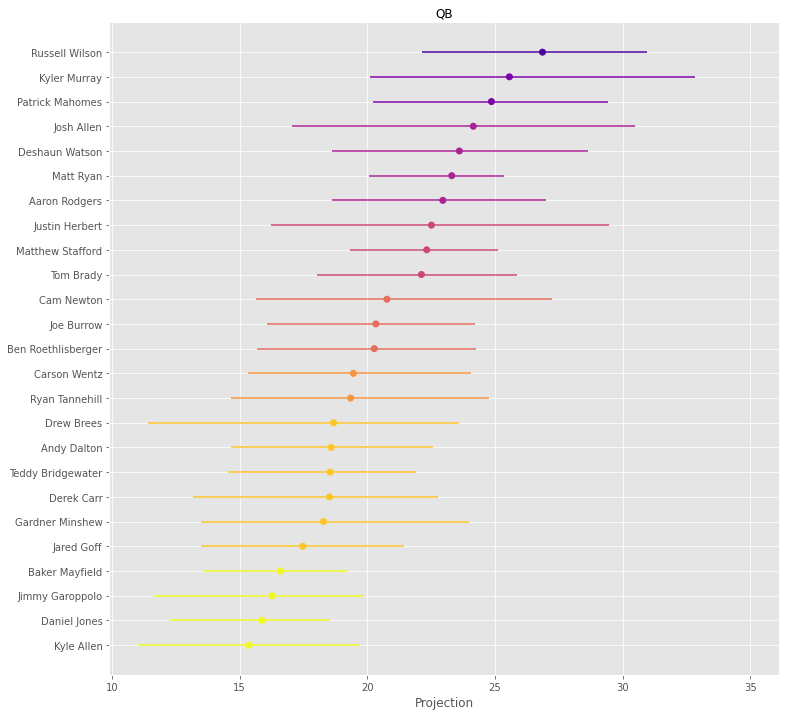 QB
Russell Wilson
Kyler Murray
Patrick Mahomes
Josh Allen
Deshaun Watson
Matt Ryan
Aaron Rodgers
Justin Herbert
Matthew Stafford
Tom Brady
Cam Newton
Joe Burrow
Ben Roethlisberger
Carson Wentz
Ryan Tannehill
Drew Brees
Andy Dalton
Teddy Bridgewater
Derek Carr
Gardner Minshew
Jared Goff
Baker Mayfield
Jimmy Garoppolo
Daniel Jones
Kyle Allen
10 15 20 25 30 35
Projection